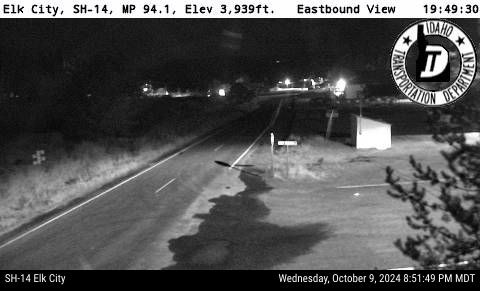 Elk City, SH-14, MP 94.1, Elev 3,939ft. Eastbound View 19:49:30
IDAHO
TRANSPORTATION DEPARTMENT
SH-14 Elk City Wednesday, October 9, 2024 8:51:49 PM MDT